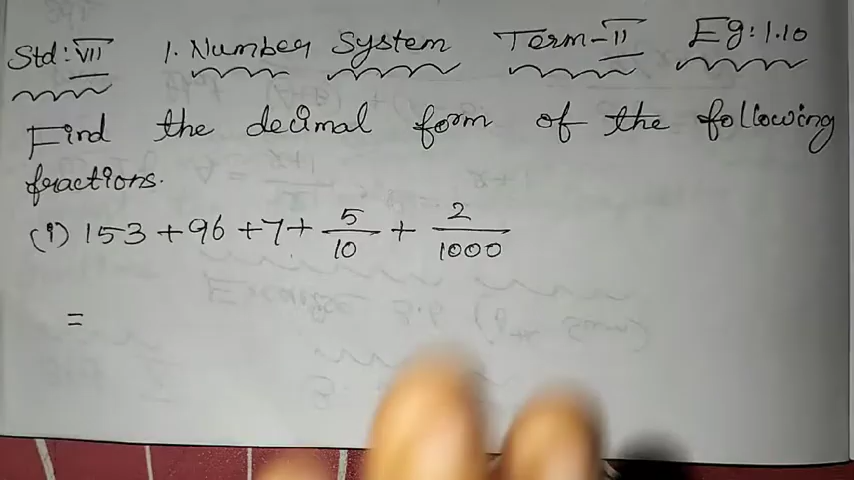 Std: VII 1. Number System Term-II Eg: 1.10
Find the decimal form of the following
fractions.
(i) 153 + 96 + 7 + 5/10 + 2/1000
=